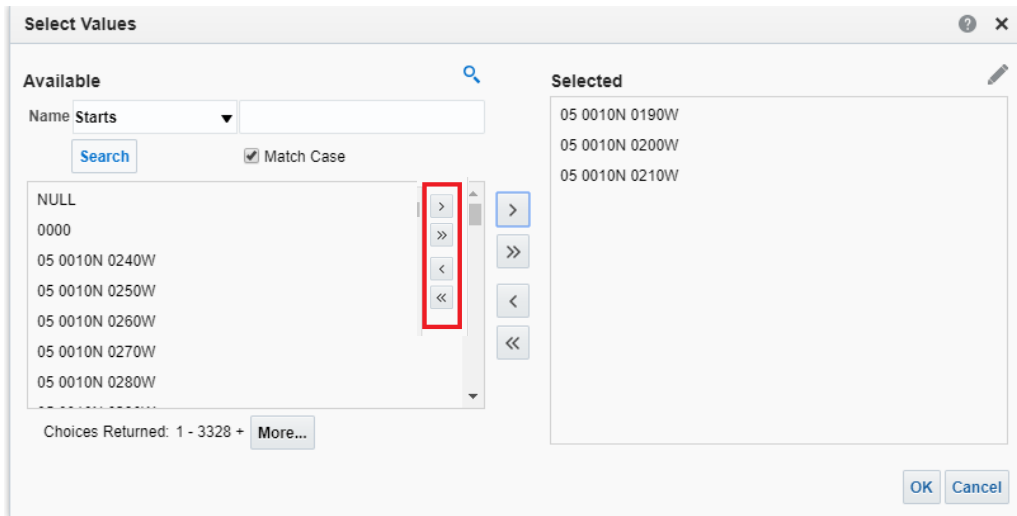 Select Values
Available
Name Starts
Search Match Case
NULL
0000
05 0010N 0240W
05 0010N 0250W
05 0010N 0260W
05 0010N 0270W
05 0010N 0280W
Choices Returned: 1 - 3328 + More...
> 
>>
<
<<
>
>>
<
<<
Selected
05 0010N 0190W
05 0010N 0200W
05 0010N 0210W
OK Cancel